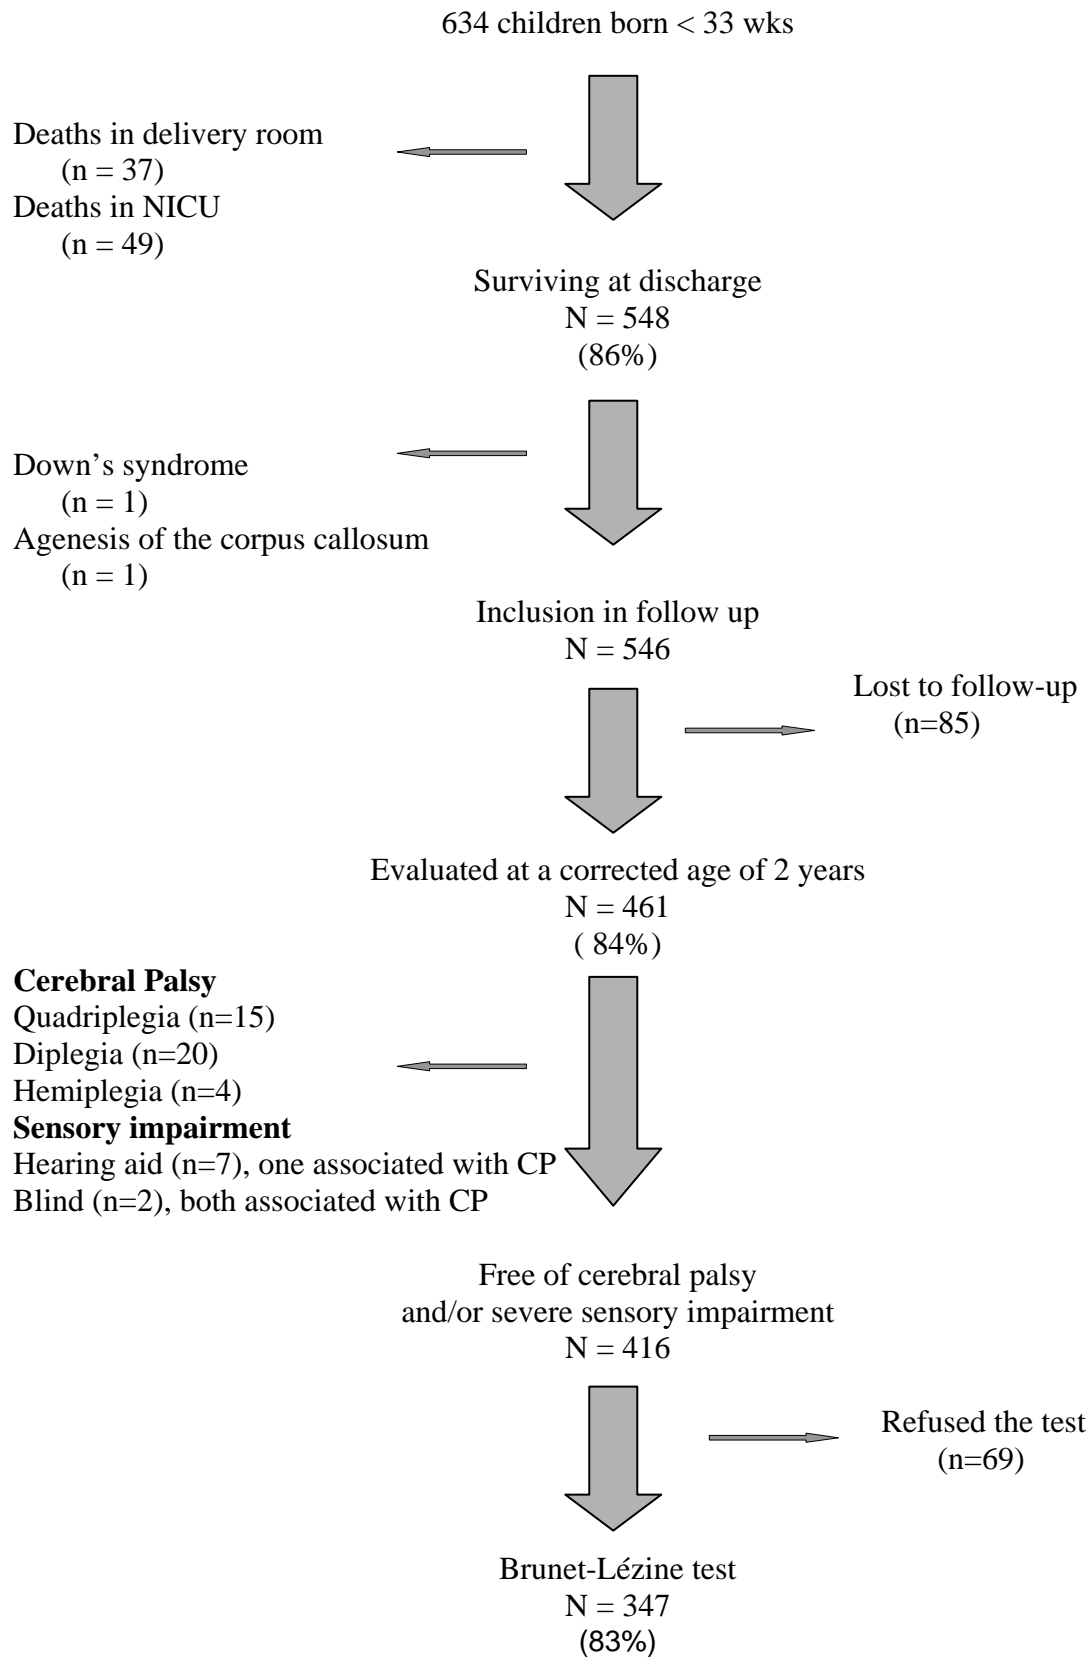 634 children born < 33 wks
Deaths in delivery room
(n = 37)
Deaths in NICU
(n = 49)
Surviving at discharge
N = 548
(86%)
Down’s syndrome
(n = 1)
Agenesis of the corpus callosum
(n = 1)
Inclusion in follow up
N = 546
Lost to follow-up
(n=85)
Evaluated at a corrected age of 2 years
N = 461
( 84%)
Cerebral Palsy
Quadriplegia (n=15)
Diplegia (n=20)
Hemiplegia (n=4)
Sensory impairment
Hearing aid (n=7), one associated with CP
Blind (n=2), both associated with CP
Free of cerebral palsy
and/or severe sensory impairment
N = 416
Refused the test
(n=69)
Brunet-Lézine test
N = 347
(83%)